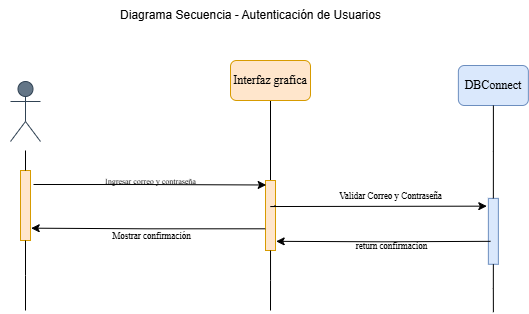 Diagrama Secuencia - Autenticación de Usuarios
Interfaz grafica
DBConnect
Ingresar correo y contraseña
Validar Correo y Contraseña
Mostrar confirmación
return confirmacion